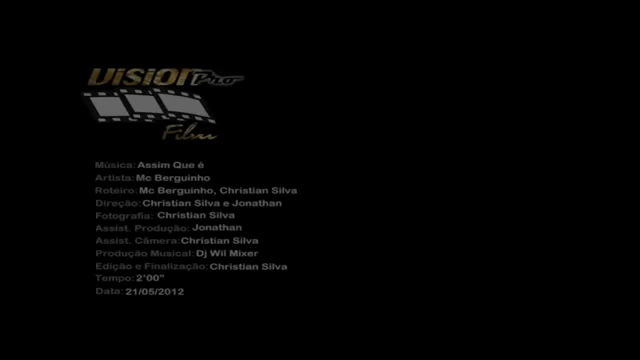 Vision Pro
Film
Música: Assim Que é
Artista: Mc Berguinho
Roteiro: Mc Berguinho, Christian Silva
Direção: Christian Silva e Jonathan
Fotografia: Christian Silva
Assist. Produção: Jonathan
Assist. Câmera: Christian Silva
Produção Musical: Dj Wil Mixer
Edição e Finalização: Christian Silva
Tempo: 2'00"
Data: 21/05/2012